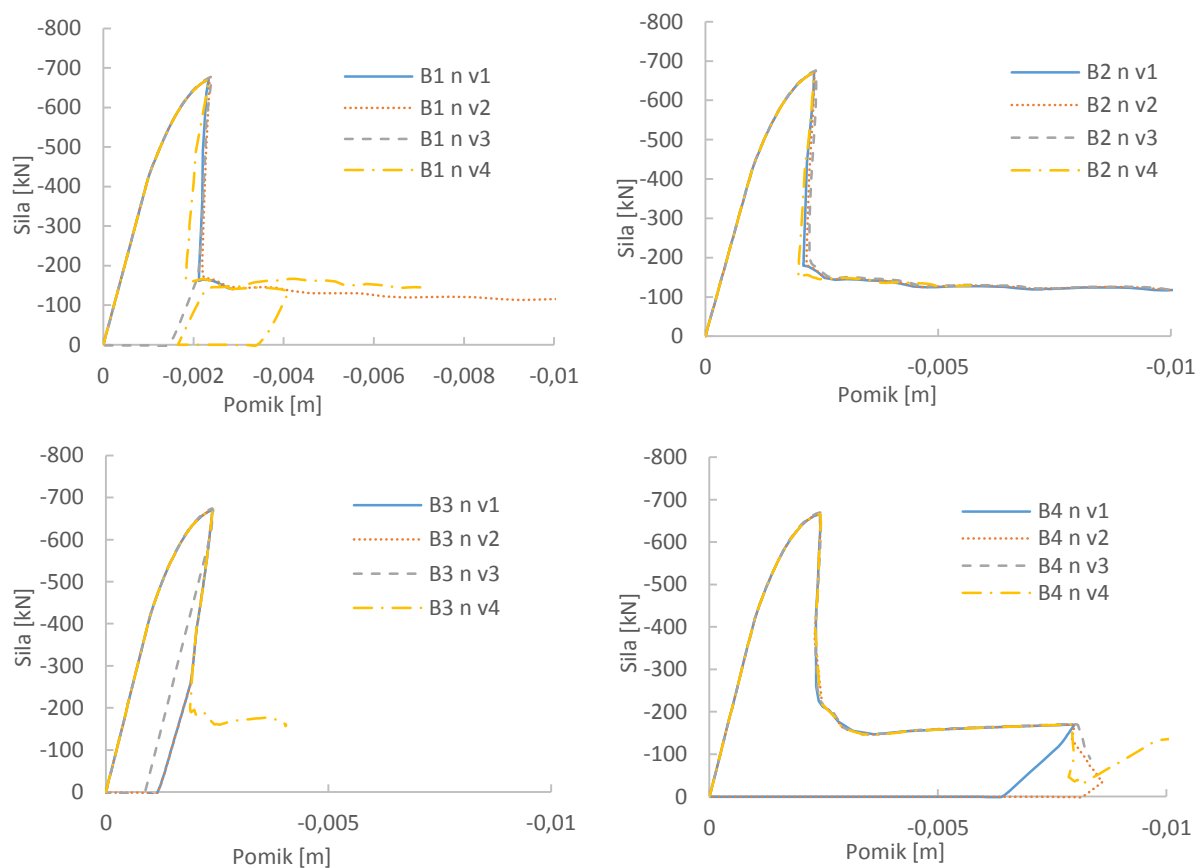 -800
-700
-600
-500
-400
-300
-200
-100
0
Sila [kN]
0 -0,002 -0,004 -0,006 -0,008 -0,01
Pomik [m]
B1 n v1
B1 n v2
B1 n v3
B1 n v4
-800
-700
-600
-500
-400
-300
-200
-100
0
Sila [kN]
0 -0,005 -0,01
Pomik [m]
B2 n v1
B2 n v2
B2 n v3
B2 n v4
-800
-700
-600
-500
-400
-300
-200
-100
0
Sila [kN]
0 -0,005 -0,01
Pomik [m]
B3 n v1
B3 n v2
B3 n v3
B3 n v4
-800
-700
-600
-500
-400
-300
-200
-100
0
Sila [kN]
0 -0,005 -0,01
Pomik [m]
B4 n v1
B4 n v2
B4 n v3
B4 n v4